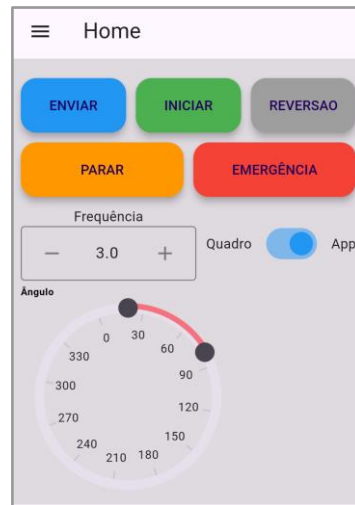 Home
ENVIAR
INICIAR
REVERSAO
PARAR
EMERGÊNCIA
Frequência
3.0
Quadro
App
Ângulo
0
30
60
90
120
150
180
210
240
270
300
330